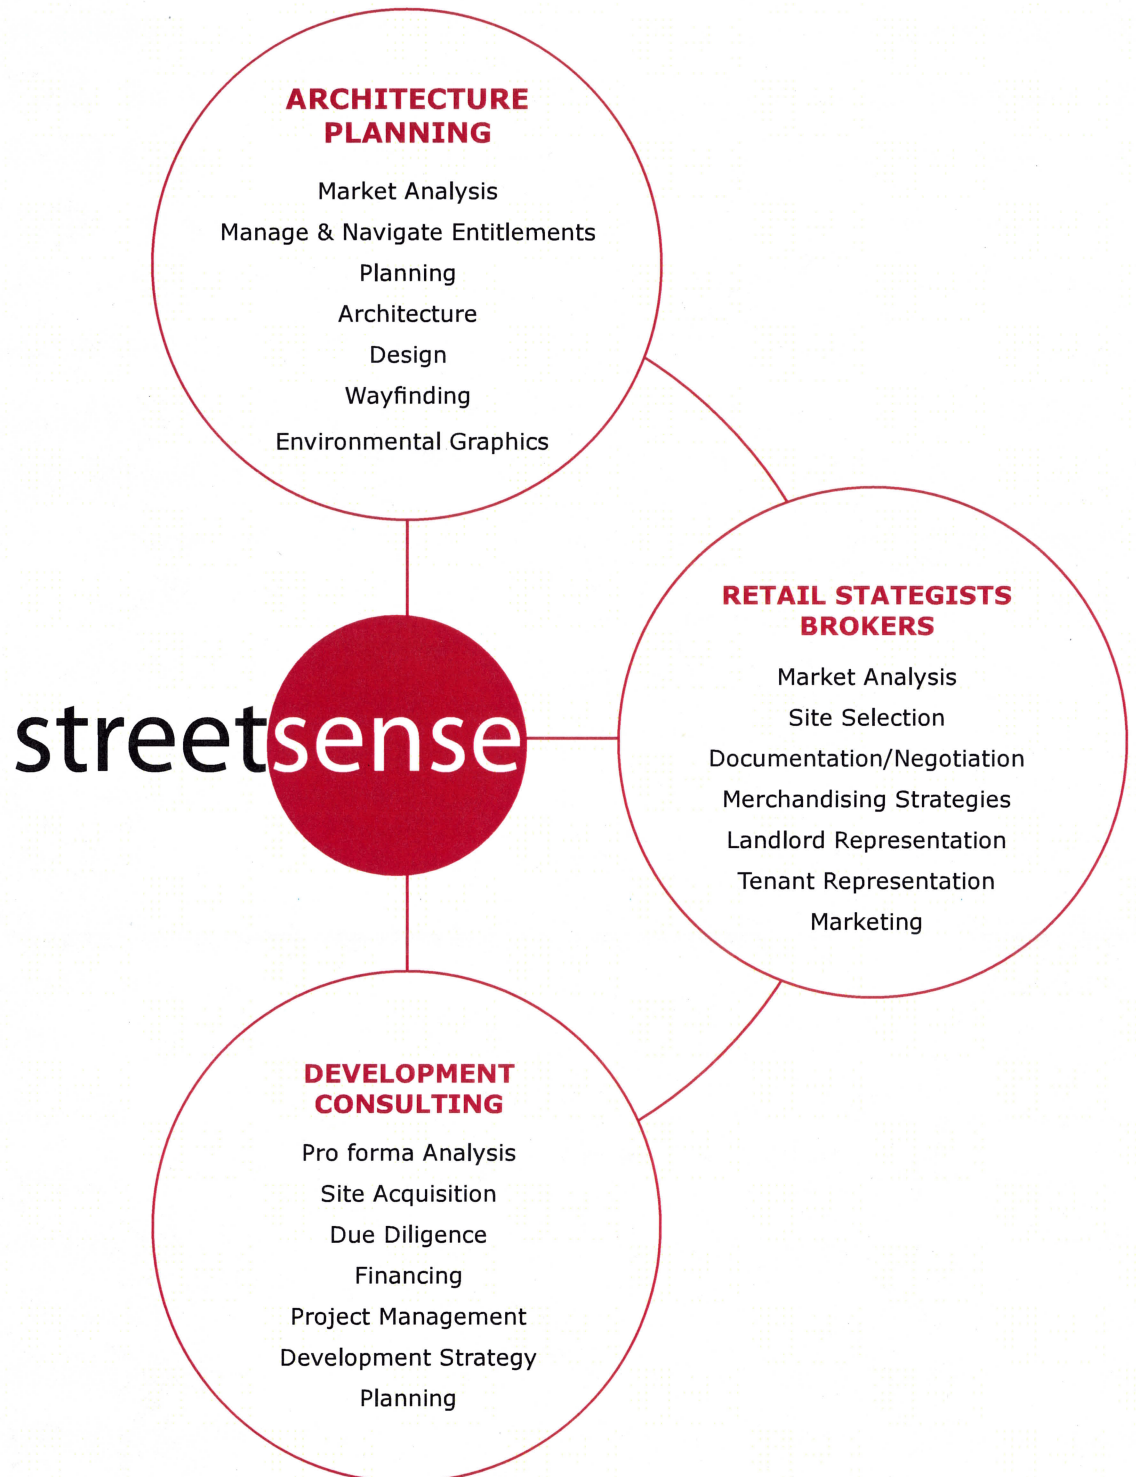 ARCHITECTURE
PLANNING
Market Analysis
Manage & Navigate Entitlements
Planning
Architecture
Design
Wayfinding
Environmental Graphics
streetsense
RETAIL STATEGISTS
BROKERS
Market Analysis
Site Selection
Documentation/Negotiation
Merchandising Strategies
Landlord Representation
Tenant Representation
Marketing
DEVELOPMENT
CONSULTING
Pro forma Analysis
Site Acquisition
Due Diligence
Financing
Project Management
Development Strategy
Planning